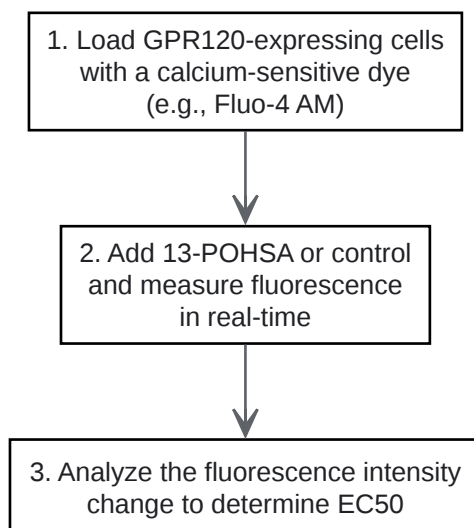 1. Load GPR120-expressing cells
with a calcium-sensitive dye
(e.g., Fluo-4 AM)
2. Add 13-POHSA or control
and measure fluorescence
in real-time
3. Analyze the fluorescence intensity
change to determine EC50